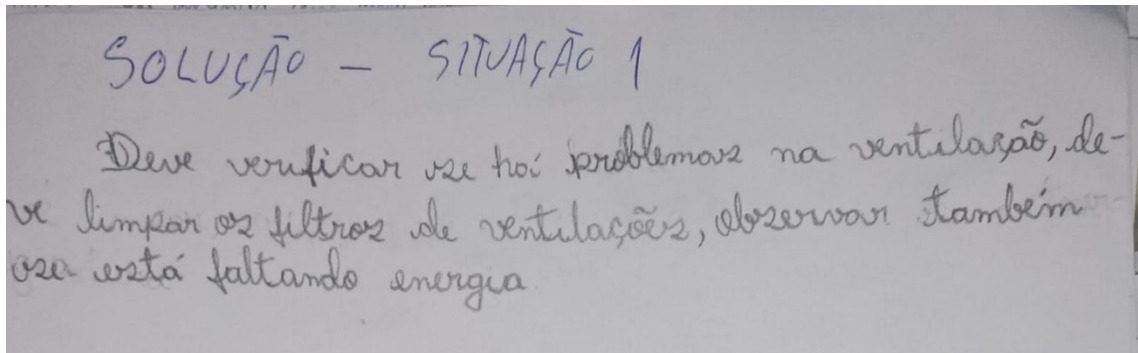 SOLUÇÃO – SITUAÇÃO 1
Deve verificar se há problemas na ventilação, de-
ve limpar os filtros de ventilações, observar também
se está faltando energia